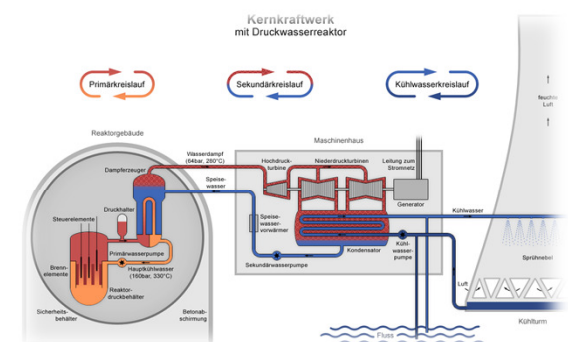 Kernkraftwerk
mit Druckwasserreaktor
Primärkreislauf
Sekundärkreislauf
Kühlwasserkreislauf
Reaktorgebäude
Maschinenhaus
feuchte
Luft
Wasserdampf
(64bar, 280°C)
Hochdruck-
turbine
Niederdruckturbinen
Leitung zum
Stromnetz
Dampferzeuger
Speise-
wasser
Generator
Druckhalter
Steuerelemente
Speise-
wasser-
vorwärmer
Kühlwasser
Primärwasserpumpe
Kondensator
Kühl-
wasser-
pumpe
Sprühnebel
Brenn-
elemente
Hauptkühlwasser
(160bar, 330°C)
Sekundärwasserpumpe
Reaktor-
druckbehälter
Luft
Sicherheits-
behälter
Betonab-
schirmung
Fluss
Kühlturm